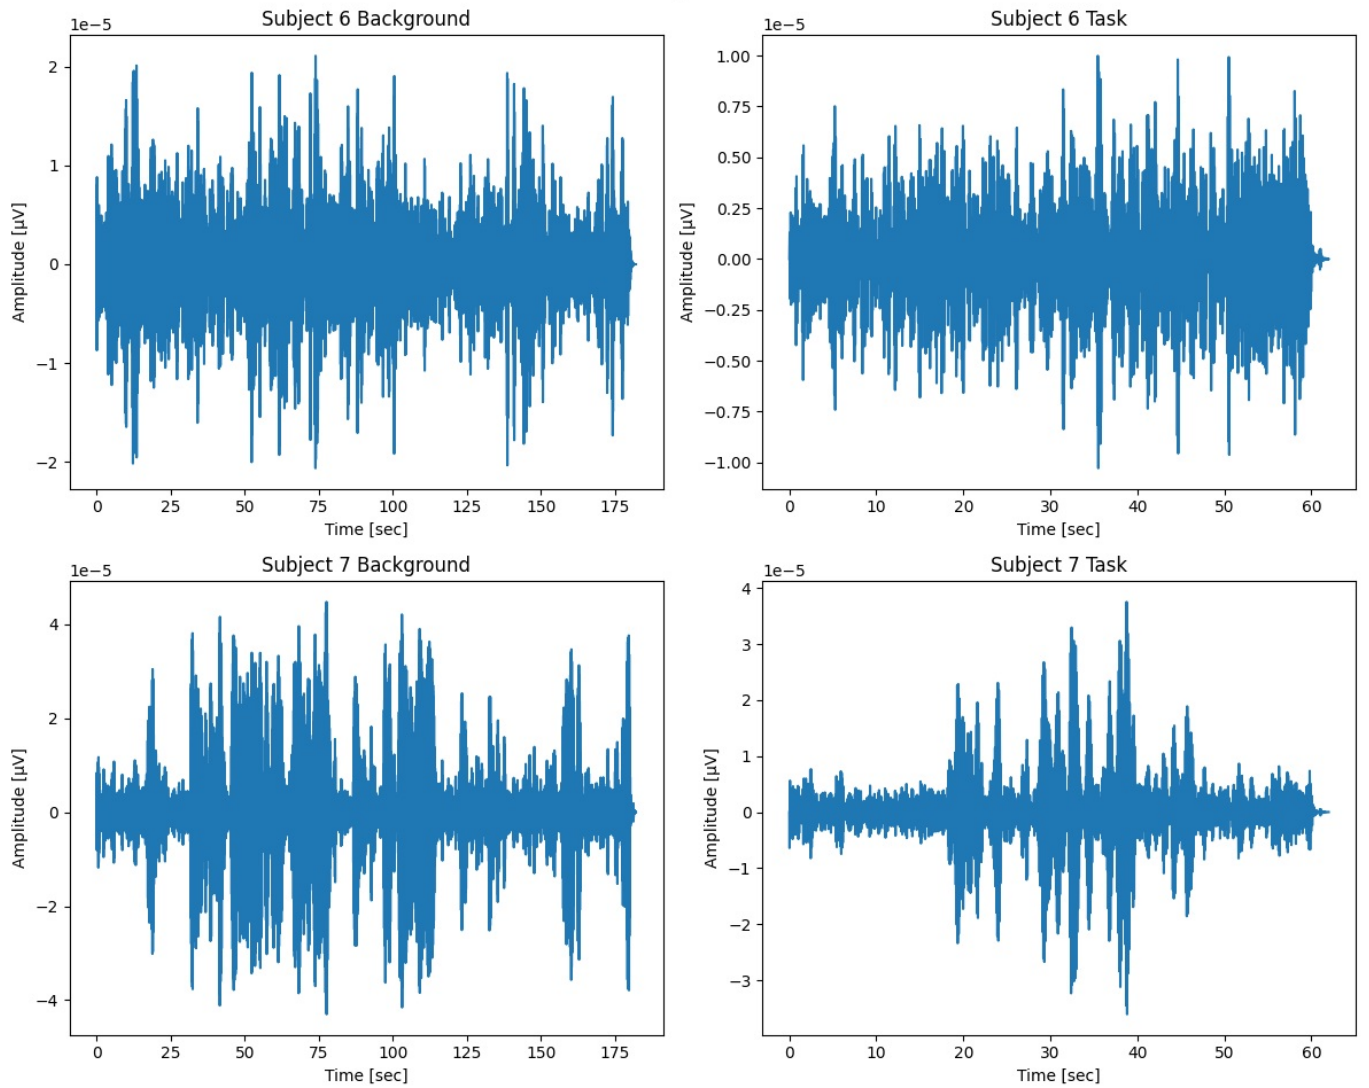 Subject 6 Background
1e−5
2
1
0
−1
−2
Amplitude [µV]
0 25 50 75 100 125 150 175
Time [sec]
Subject 6 Task
1e−5
1.00
0.75
0.50
0.25
0.00
−0.25
−0.50
−0.75
−1.00
Amplitude [µV]
0 10 20 30 40 50 60
Time [sec]
Subject 7 Background
1e−5
4
2
0
−2
−4
Amplitude [µV]
0 25 50 75 100 125 150 175
Time [sec]
Subject 7 Task
1e−5
4
3
2
1
0
−1
−2
−3
Amplitude [µV]
0 10 20 30 40 50 60
Time [sec]